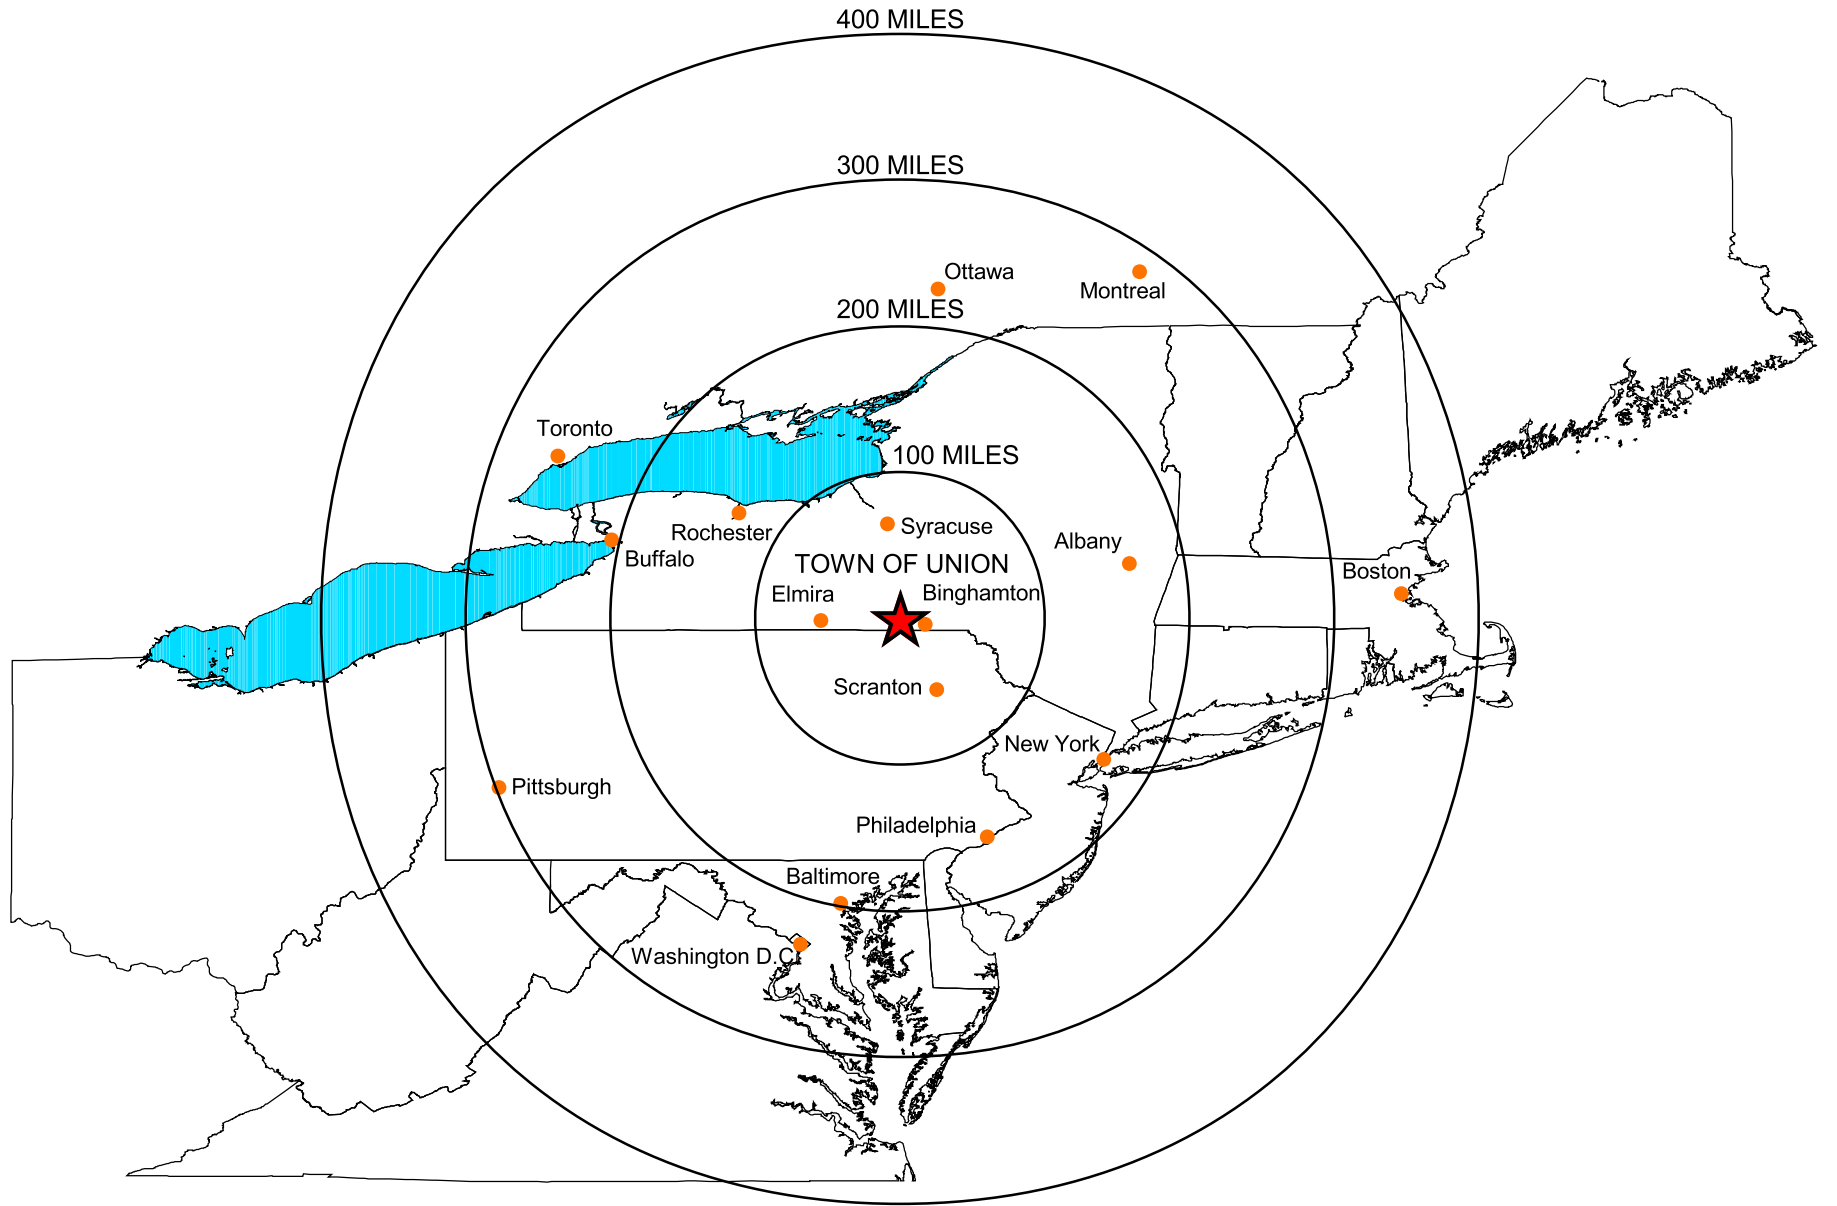 400 MILES
300 MILES
Ottawa
Montreal
200 MILES
Toronto
100 MILES
Syracuse
Rochester
Albany
Buffalo
TOWN OF UNION
Boston
Elmira
Binghamton
Scranton
New York
Pittsburgh
Philadelphia
Baltimore
Washington D.C.